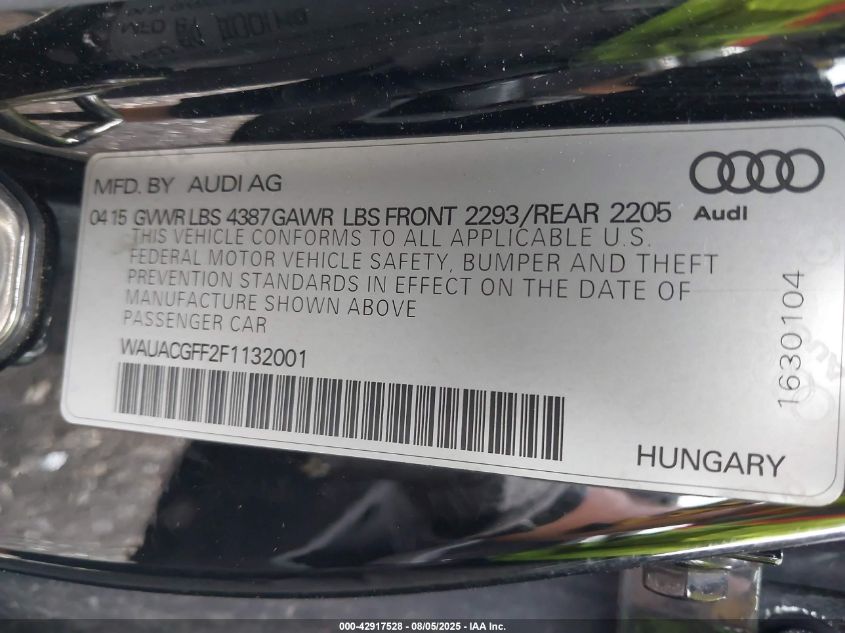 MFD. BY AUDI AG
Audi
0415 GVWR LBS 4387 GAWR LBS FRONT 2293/REAR 2205
THIS VEHICLE CONFORMS TO ALL APPLICABLE U.S.
FEDERAL MOTOR VEHICLE SAFETY, BUMPER AND THEFT
PREVENTION STANDARDS IN EFFECT ON THE DATE OF
MANUFACTURE SHOWN ABOVE
PASSENGER CAR
WAUACGFF2F1132001
1630104
HUNGARY
000-42917528 - 08/05/2025 - IAA Inc.